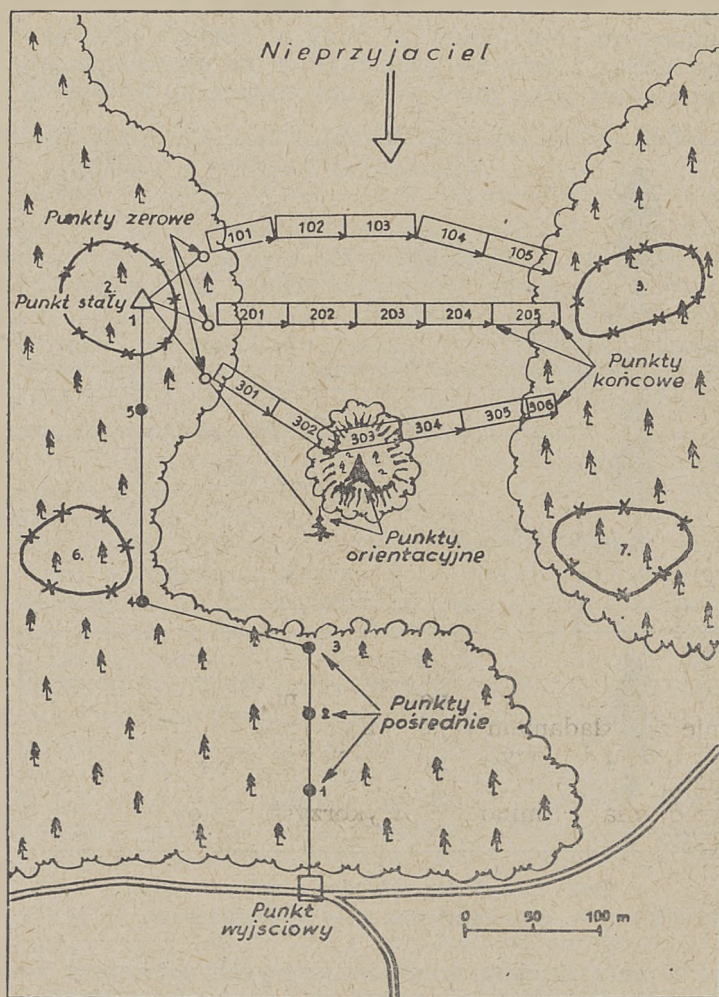 Nieprzyjaciel
Punkty zerowe
101
102
103
104
105
2.
3.
Punkt stały
1
201
202
203
204
205
Punkty
końcowe
301
302
303
304
305
306
5
Punkty
orientacyjne
6.
7.
4
3
Punkty
pośrednie
2
1
Punkt
wyjsciowy
0 50 100 m